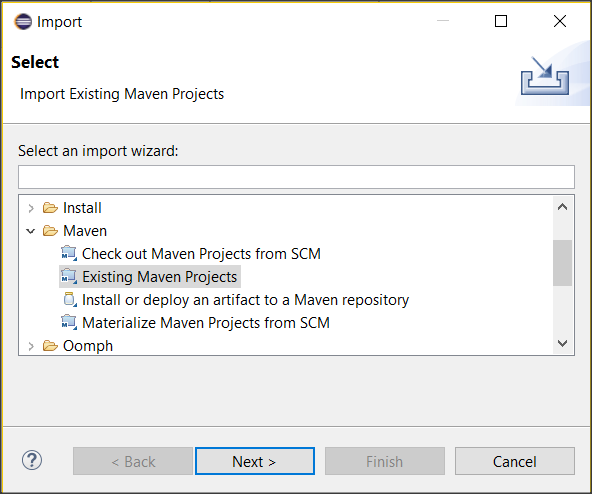 Import
Select
Import Existing Maven Projects
Select an import wizard:
Install
Maven
Check out Maven Projects from SCM
Existing Maven Projects
Install or deploy an artifact to a Maven repository
Materialize Maven Projects from SCM
Oomph
? < Back Next > Finish Cancel